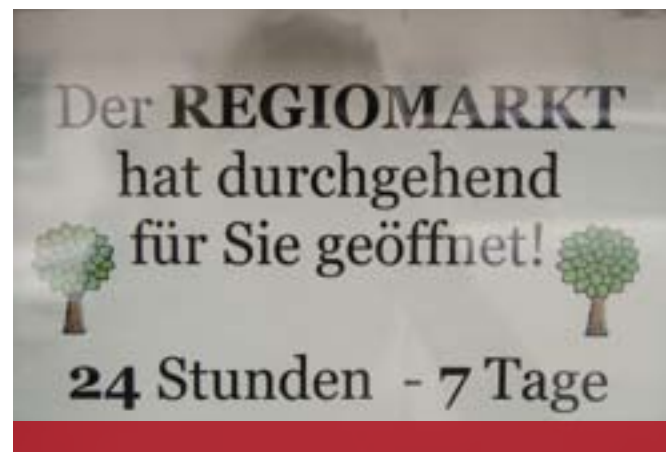 Der REGIOMARKT
hat durchgehend
für Sie geöffnet!
24 Stunden - 7 Tage